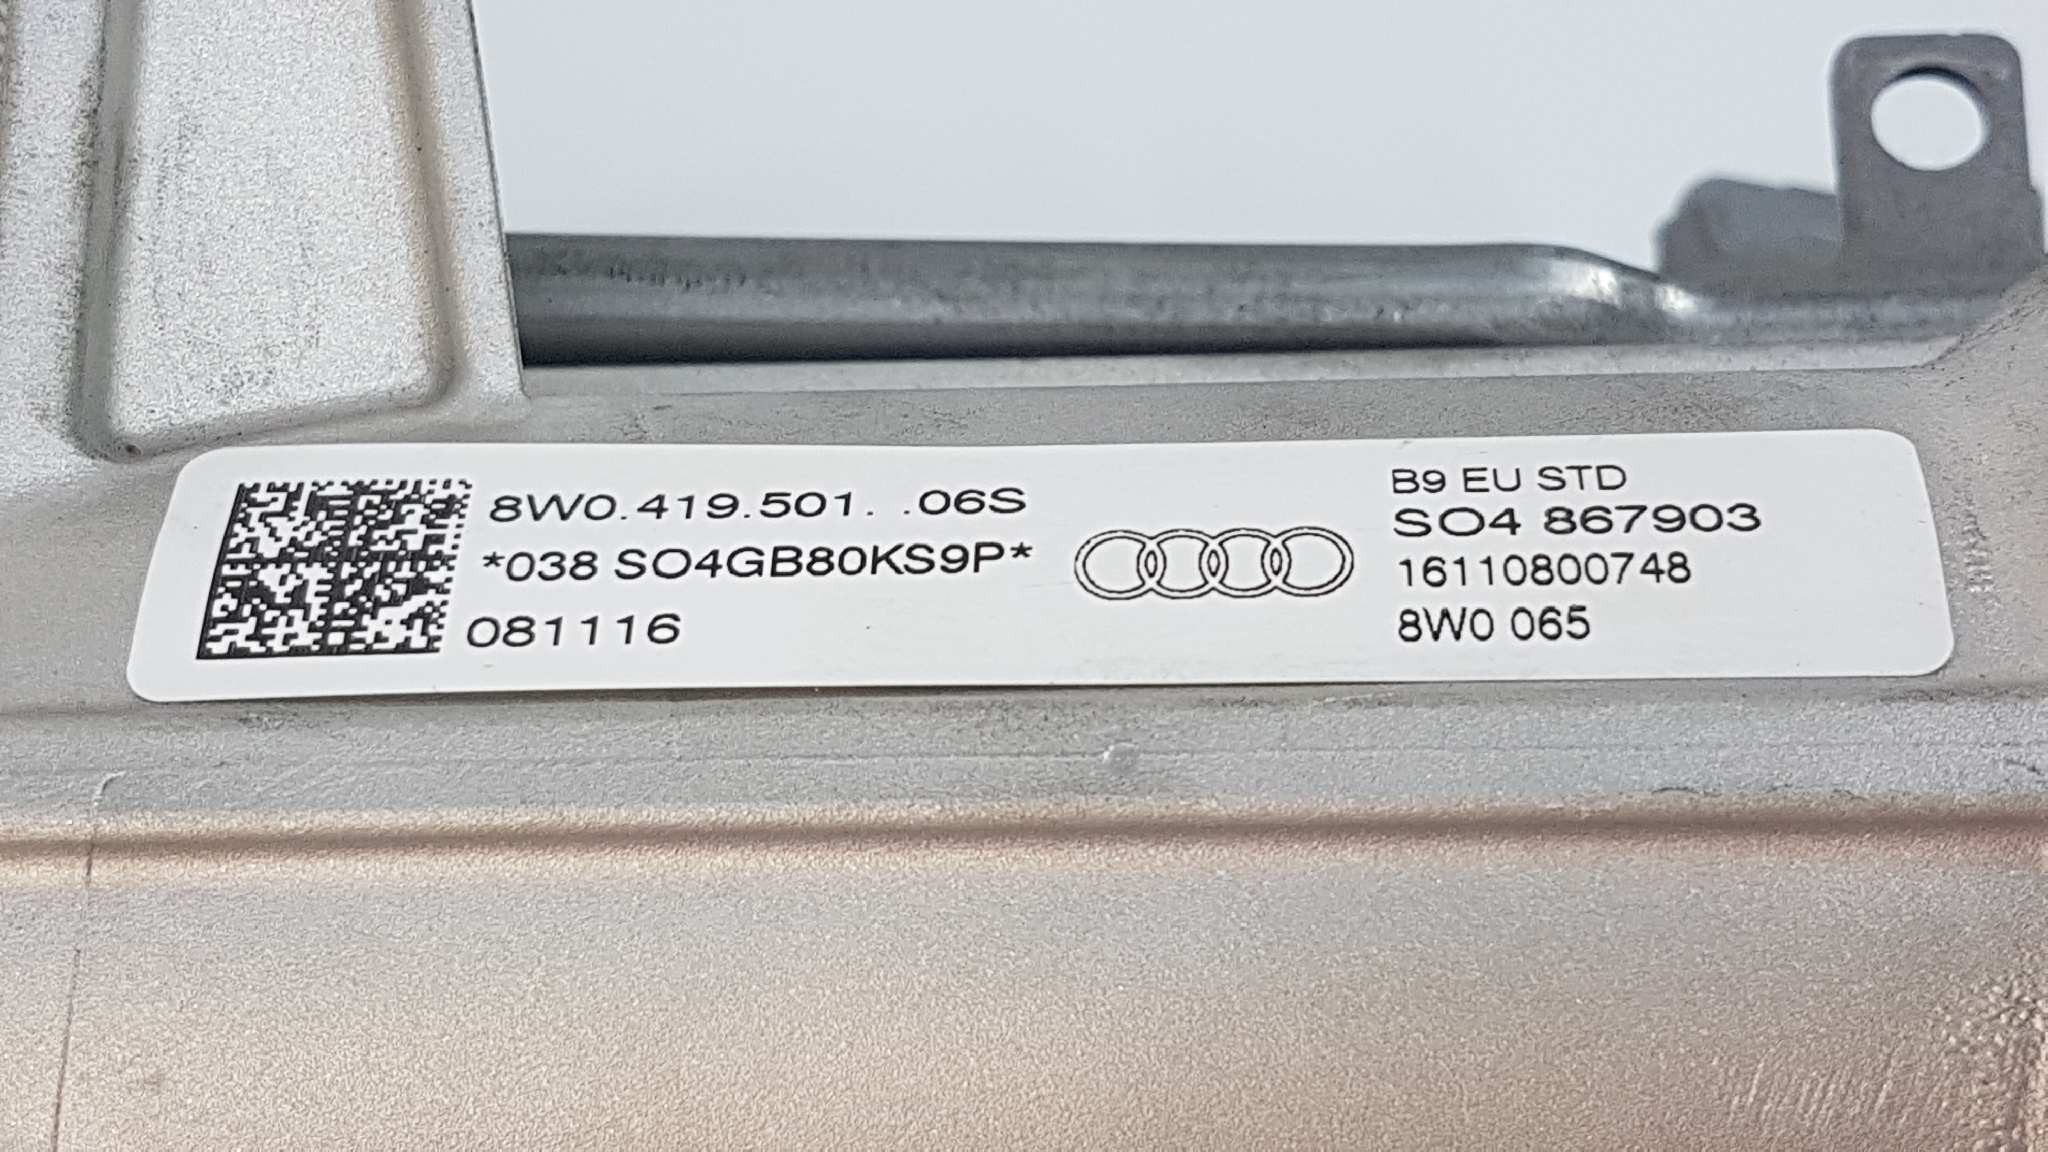 8W0.419.501. .06S
*038 SO4GB80KS9P*
081116
B9 EU STD
SO4 867903
16110800748
8W0 065